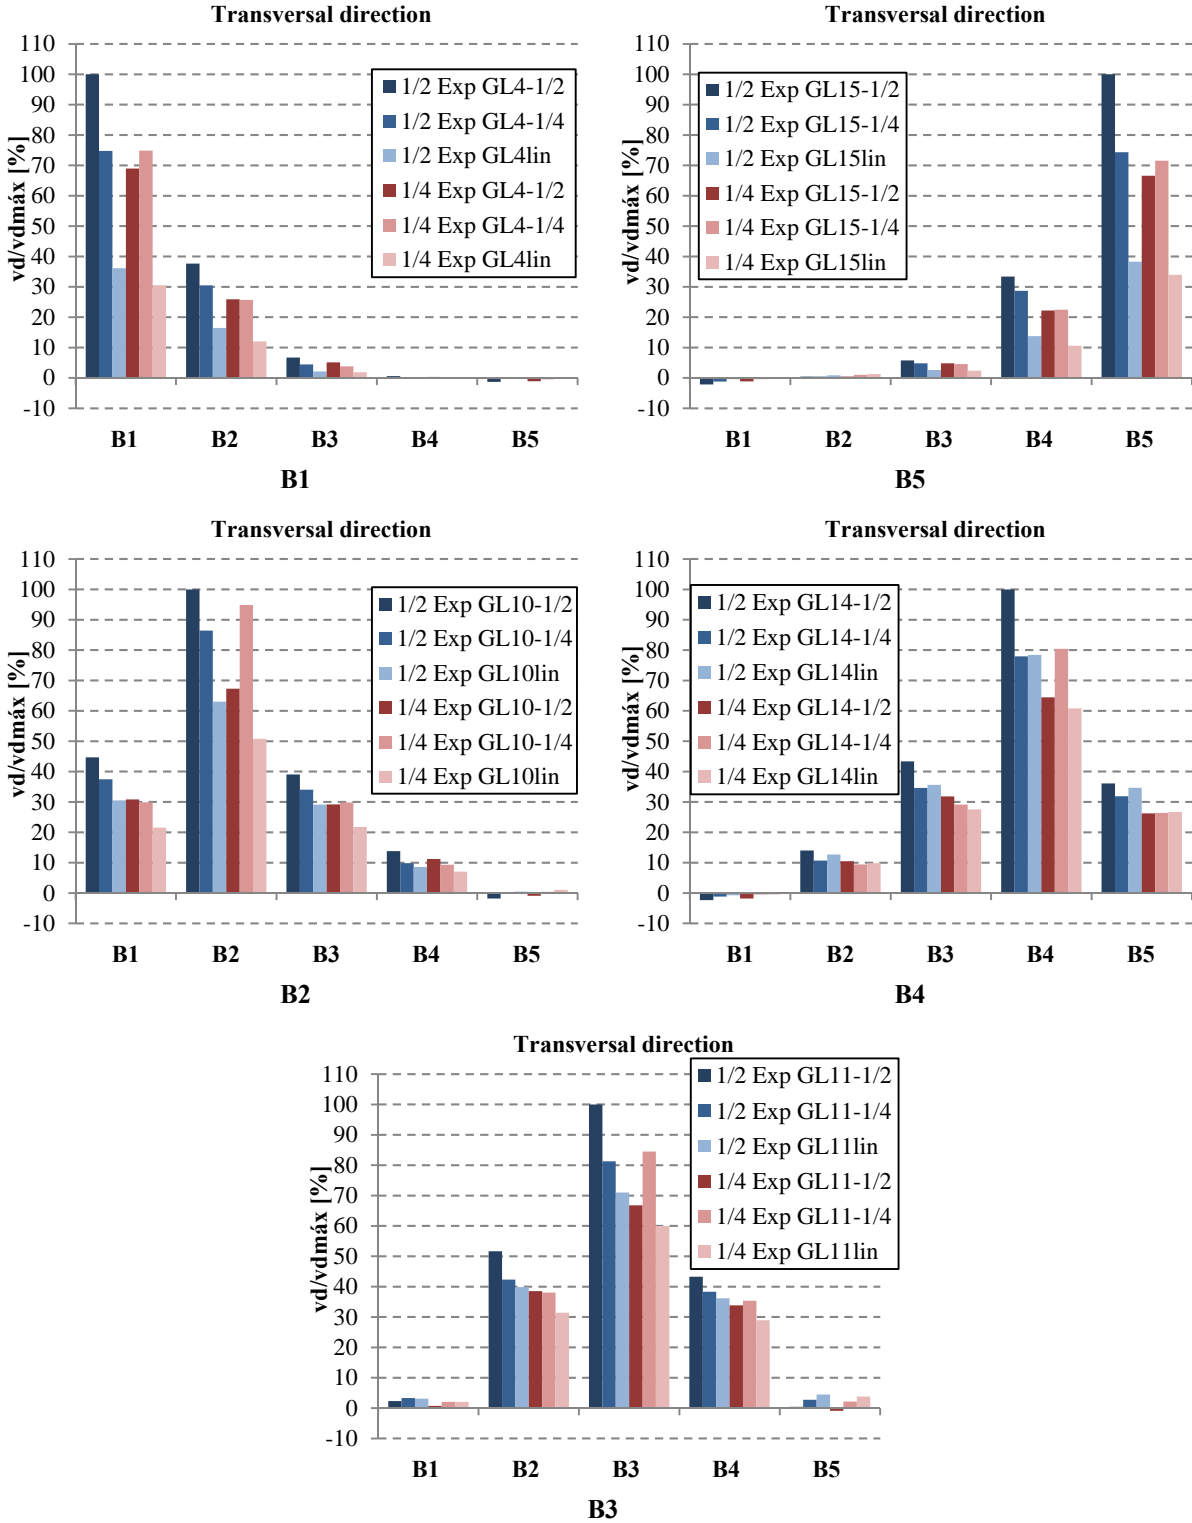 Transversal direction
vd/vdmáx [%]
110
100
90
80
70
60
50
40
30
20
10
0
-10
1/2 Exp GL4-1/2
1/2 Exp GL4-1/4
1/2 Exp GL4lin
1/4 Exp GL4-1/2
1/4 Exp GL4-1/4
1/4 Exp GL4lin
B1 B2 B3 B4 B5
B1
Transversal direction
vd/vdmáx [%]
110
100
90
80
70
60
50
40
30
20
10
0
-10
1/2 Exp GL15-1/2
1/2 Exp GL15-1/4
1/2 Exp GL15lin
1/4 Exp GL15-1/2
1/4 Exp GL15-1/4
1/4 Exp GL15lin
B1 B2 B3 B4 B5
B5
Transversal direction
vd/vdmáx [%]
110
100
90
80
70
60
50
40
30
20
10
0
-10
1/2 Exp GL10-1/2
1/2 Exp GL10-1/4
1/2 Exp GL10lin
1/4 Exp GL10-1/2
1/4 Exp GL10-1/4
1/4 Exp GL10lin
B1 B2 B3 B4 B5
B2
Transversal direction
vd/vdmáx [%]
110
100
90
80
70
60
50
40
30
20
10
0
-10
1/2 Exp GL14-1/2
1/2 Exp GL14-1/4
1/2 Exp GL14lin
1/4 Exp GL14-1/2
1/4 Exp GL14-1/4
1/4 Exp GL14lin
B1 B2 B3 B4 B5
B4
Transversal direction
vd/vdmáx [%]
110
100
90
80
70
60
50
40
30
20
10
0
-10
1/2 Exp GL11-1/2
1/2 Exp GL11-1/4
1/2 Exp GL11lin
1/4 Exp GL11-1/2
1/4 Exp GL11-1/4
1/4 Exp GL11lin
B1 B2 B3 B4 B5
B3